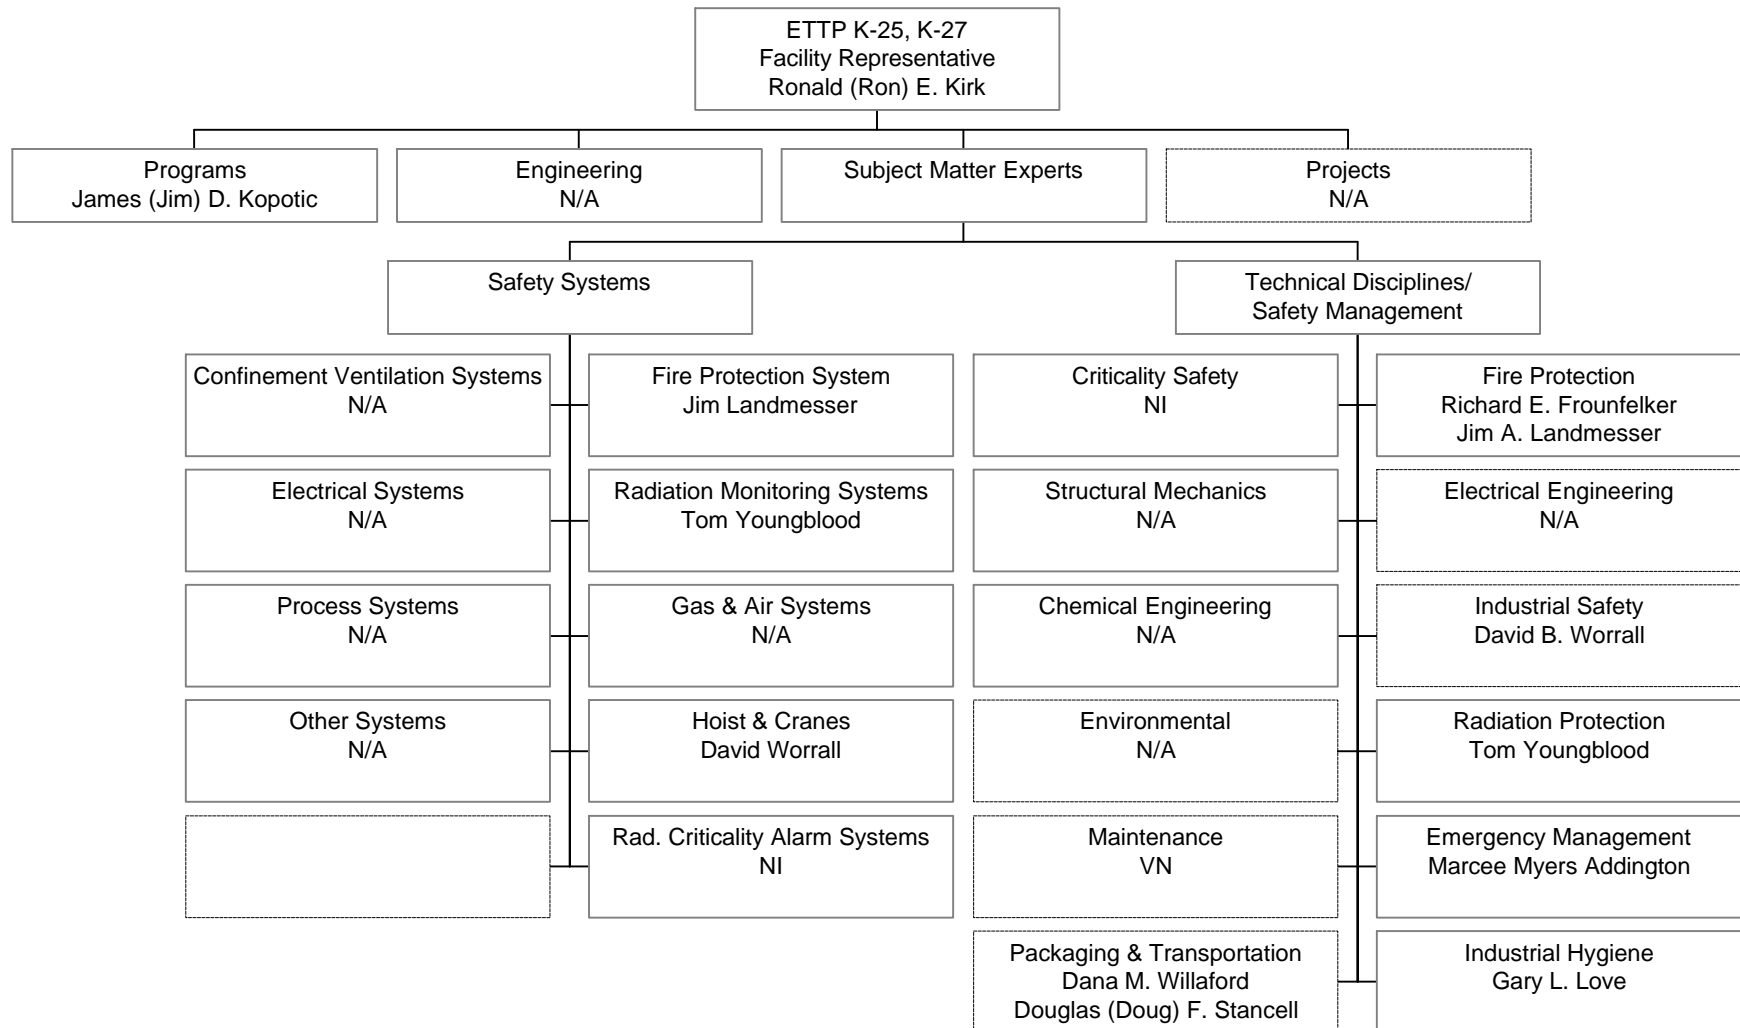 ETTP K-25, K-27
Facility Representative
Ronald (Ron) E. Kirk
Programs
James (Jim) D. Kopotic
Engineering
N/A
Subject Matter Experts
Projects
N/A
Safety Systems
Technical Disciplines/
Safety Management
Confinement Ventilation Systems
N/A
Fire Protection System
Jim Landmesser
Criticality Safety
NI
Fire Protection
Richard E. Frounfelker
Jim A. Landmesser
Electrical Systems
N/A
Radiation Monitoring Systems
Tom Youngblood
Structural Mechanics
N/A
Electrical Engineering
N/A
Process Systems
N/A
Gas & Air Systems
N/A
Chemical Engineering
N/A
Industrial Safety
David B. Worrall
Other Systems
N/A
Hoist & Cranes
David Worrall
Environmental
N/A
Radiation Protection
Tom Youngblood
Rad. Criticality Alarm Systems
NI
Maintenance
VN
Emergency Management
Marcee Myers Addington
Packaging & Transportation
Dana M. Willaford
Douglas (Doug) F. Stancell
Industrial Hygiene
Gary L. Love